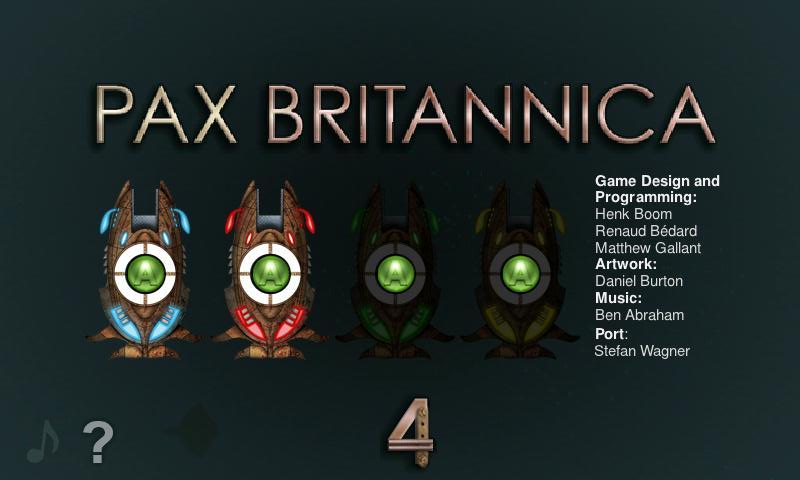 PAX BRITANNICA
A A A A
Game Design and
Programming:
Henk Boom
Renaud Bédard
Matthew Gallant
Artwork:
Daniel Burton
Music:
Ben Abraham
Port:
Stefan Wagner
4
?